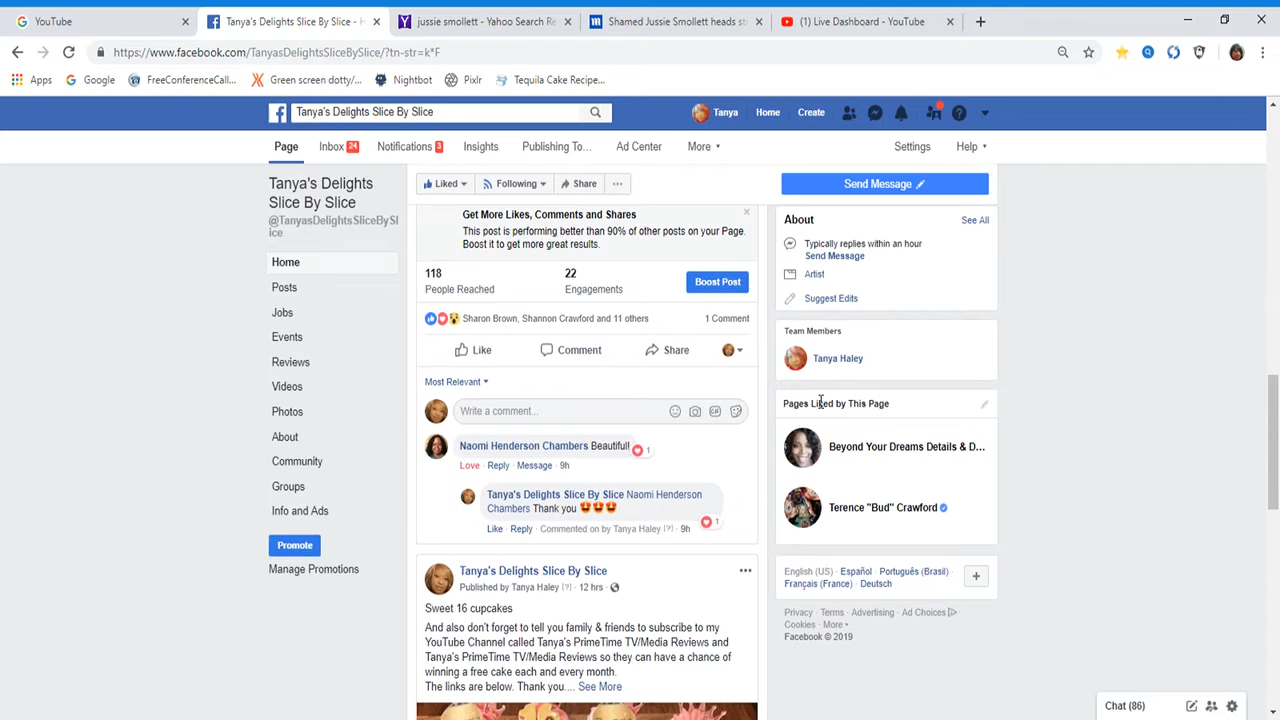 YouTube
Tanya's Delights Slice By Slice - H
jussie smollett - Yahoo Search Re
Shamed Jussie Smollett heads st
(1) Live Dashboard - YouTube
https://www.facebook.com/TanyasDelightsSliceBySlice/?tn-str=k*F
Apps
Google
FreeConferenceCall...
Green screen dotty/...
Nightbot
Pixlr
Tequila Cake Recipe...
Tanya's Delights Slice By Slice
Tanya
Home
Create
Page
Inbox 24
Notifications 3
Insights
Publishing To...
Ad Center
More
Settings
Help
Tanya's Delights
Slice By Slice
@TanyasDelightsSliceBySl
ice
Home
Posts
Jobs
Events
Reviews
Videos
Photos
About
Community
Groups
Info and Ads
Promote
Manage Promotions
Liked
Following
Share
Send Message
Get More Likes, Comments and Shares
This post is performing better than 90% of other posts on your Page.
Boost it to get more great results.
118
People Reached
22
Engagements
Boost Post
Sharon Brown, Shannon Crawford and 11 others
1 Comment
Like
Comment
Share
Most Relevant
Write a comment...
Naomi Henderson Chambers Beautiful!
1
Love · Reply · Message · 9h
Tanya's Delights Slice By Slice Naomi Henderson
Chambers Thank you 😍😍😍
1
Like · Reply · Commented on by Tanya Haley [?] · 9h
Tanya's Delights Slice By Slice
Published by Tanya Haley [?] · 12 hrs ·
Sweet 16 cupcakes
And also don't forget to tell you family & friends to subscribe to my
YouTube Channel called Tanya's PrimeTime TV/Media Reviews and
Tanya's PrimeTime TV/Media Reviews so they can have a chance of
winning a free cake each and every month.
The links are below. Thank you.... See More
About
See All
Typically replies within an hour
Send Message
Artist
Suggest Edits
Team Members
Tanya Haley
Pages Liked by This Page
Beyond Your Dreams Details & D...
Terence "Bud" Crawford
English (US) · Español · Português (Brasil) ·
Français (France) · Deutsch
Privacy · Terms · Advertising · Ad Choices
Cookies · More
Facebook © 2019
Chat (86)